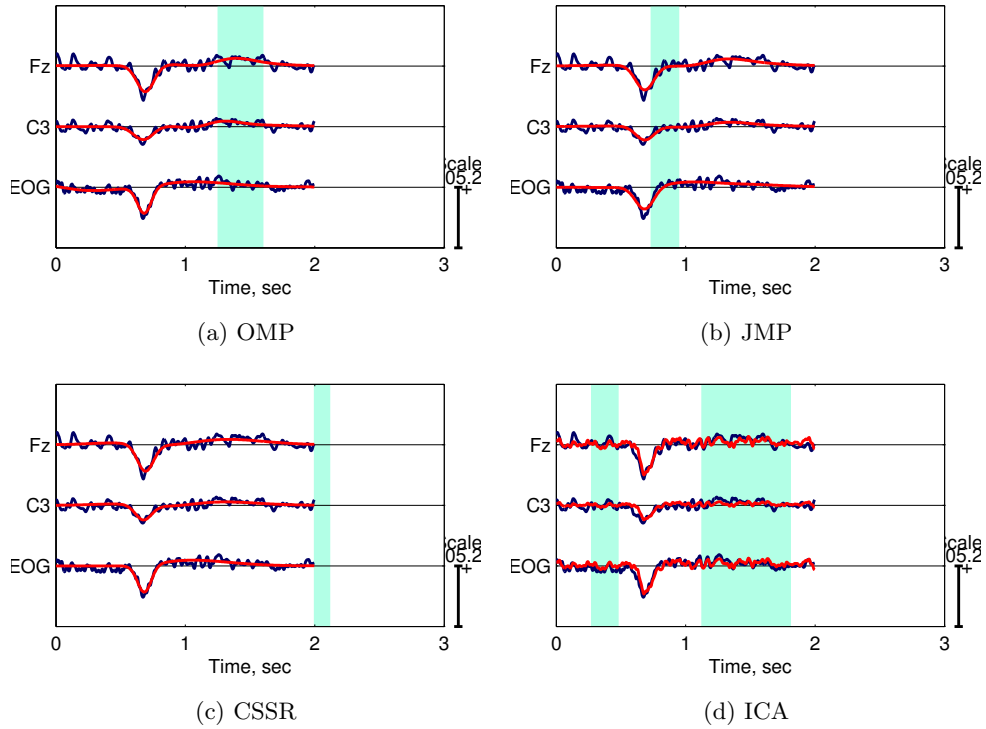 Fz
C3
EOG
Scale
05.2
+
0 1 2 3
Time, sec
(a) OMP
Fz
C3
EOG
Scale
05.2
+
0 1 2 3
Time, sec
(b) JMP
Fz
C3
EOG
Scale
05.2
+
0 1 2 3
Time, sec
(c) CSSR
Fz
C3
EOG
Scale
05.2
+
0 1 2 3
Time, sec
(d) ICA